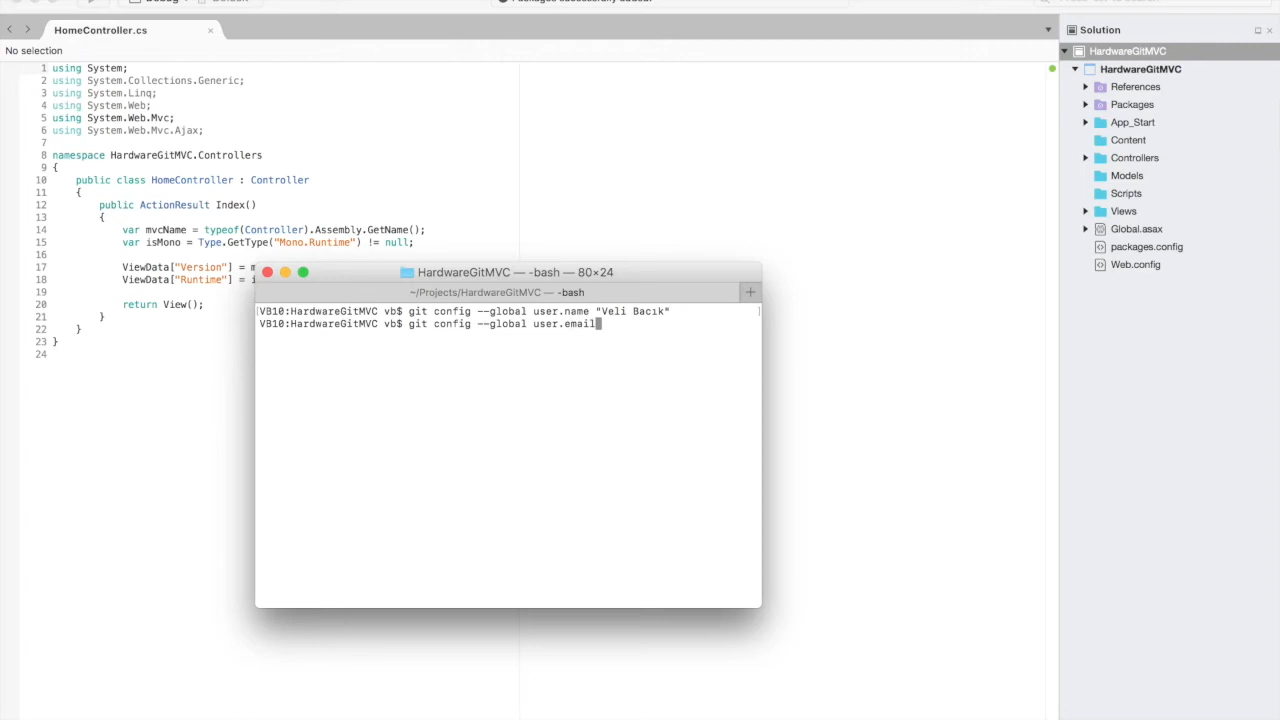 HomeController.cs
No selection
1 using System;
2 using System.Collections.Generic;
3 using System.Linq;
4 using System.Web;
5 using System.Web.Mvc;
6 using System.Web.Mvc.Ajax;
7
8 namespace HardwareGitMVC.Controllers
9 {
10 public class HomeController : Controller
11 {
12 public ActionResult Index()
13 {
14 var mvcName = typeof(Controller).Assembly.GetName();
15 var isMono = Type.GetType("Mono.Runtime") != null;
16
17 ViewData["Version"] = m
18 ViewData["Runtime"] = i
19
20 return View();
21 }
22 }
23 }
24
HardwareGitMVC — -bash — 80×24
~/Projects/HardwareGitMVC — -bash
VB10:HardwareGitMVC vb$ git config --global user.name "Veli Bacık"
VB10:HardwareGitMVC vb$ git config --global user.email
Solution
HardwareGitMVC
HardwareGitMVC
References
Packages
App_Start
Content
Controllers
Models
Scripts
Views
Global.asax
packages.config
Web.config